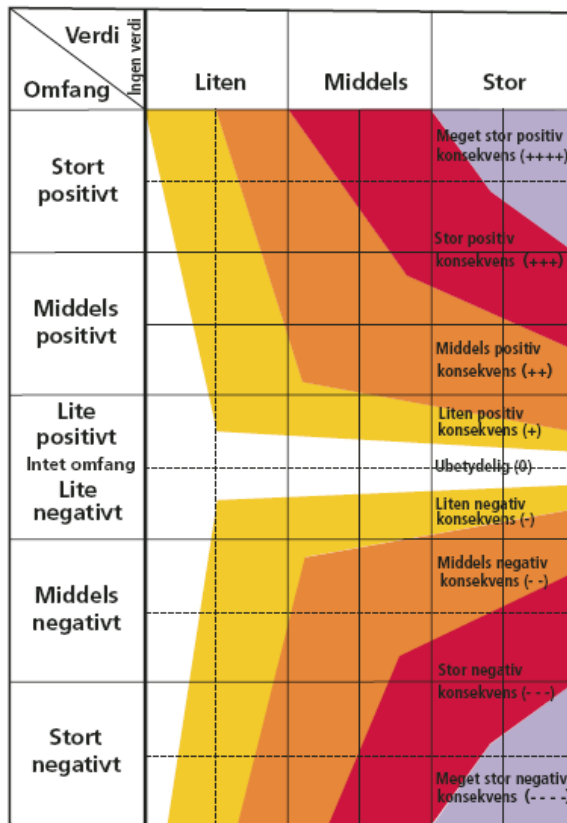 Verdi
Omfang
Ingen verdi
Liten
Middels
Stor
Stort
positivt
Meget stor positiv
konsekvens (++++)
Stor positiv
konsekvens (+++)
Middels
positivt
Middels positiv
konsekvens (++)
Lite
positivt
Liten positiv
konsekvens (+)
Intet omfang
Ubetydelig (0)
Lite
negativt
Liten negativ
konsekvens (-)
Middels
negativt
Middels negativ
konsekvens (- -)
Stor negativ
konsekvens (- - -)
Stort
negativt
Meget stor negativ
konsekvens (- - - -)